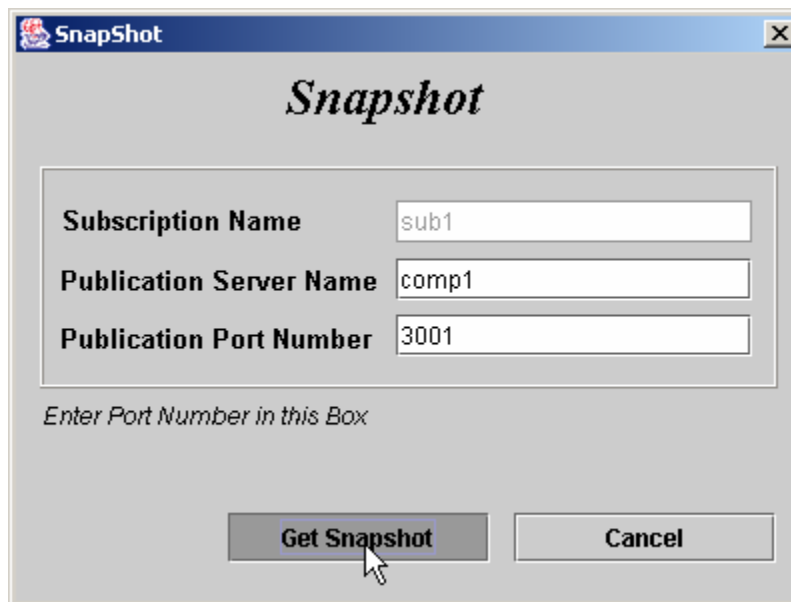 SnapShot
Snapshot
Subscription Name sub1
Publication Server Name comp1
Publication Port Number 3001
Enter Port Number in this Box
Get Snapshot Cancel